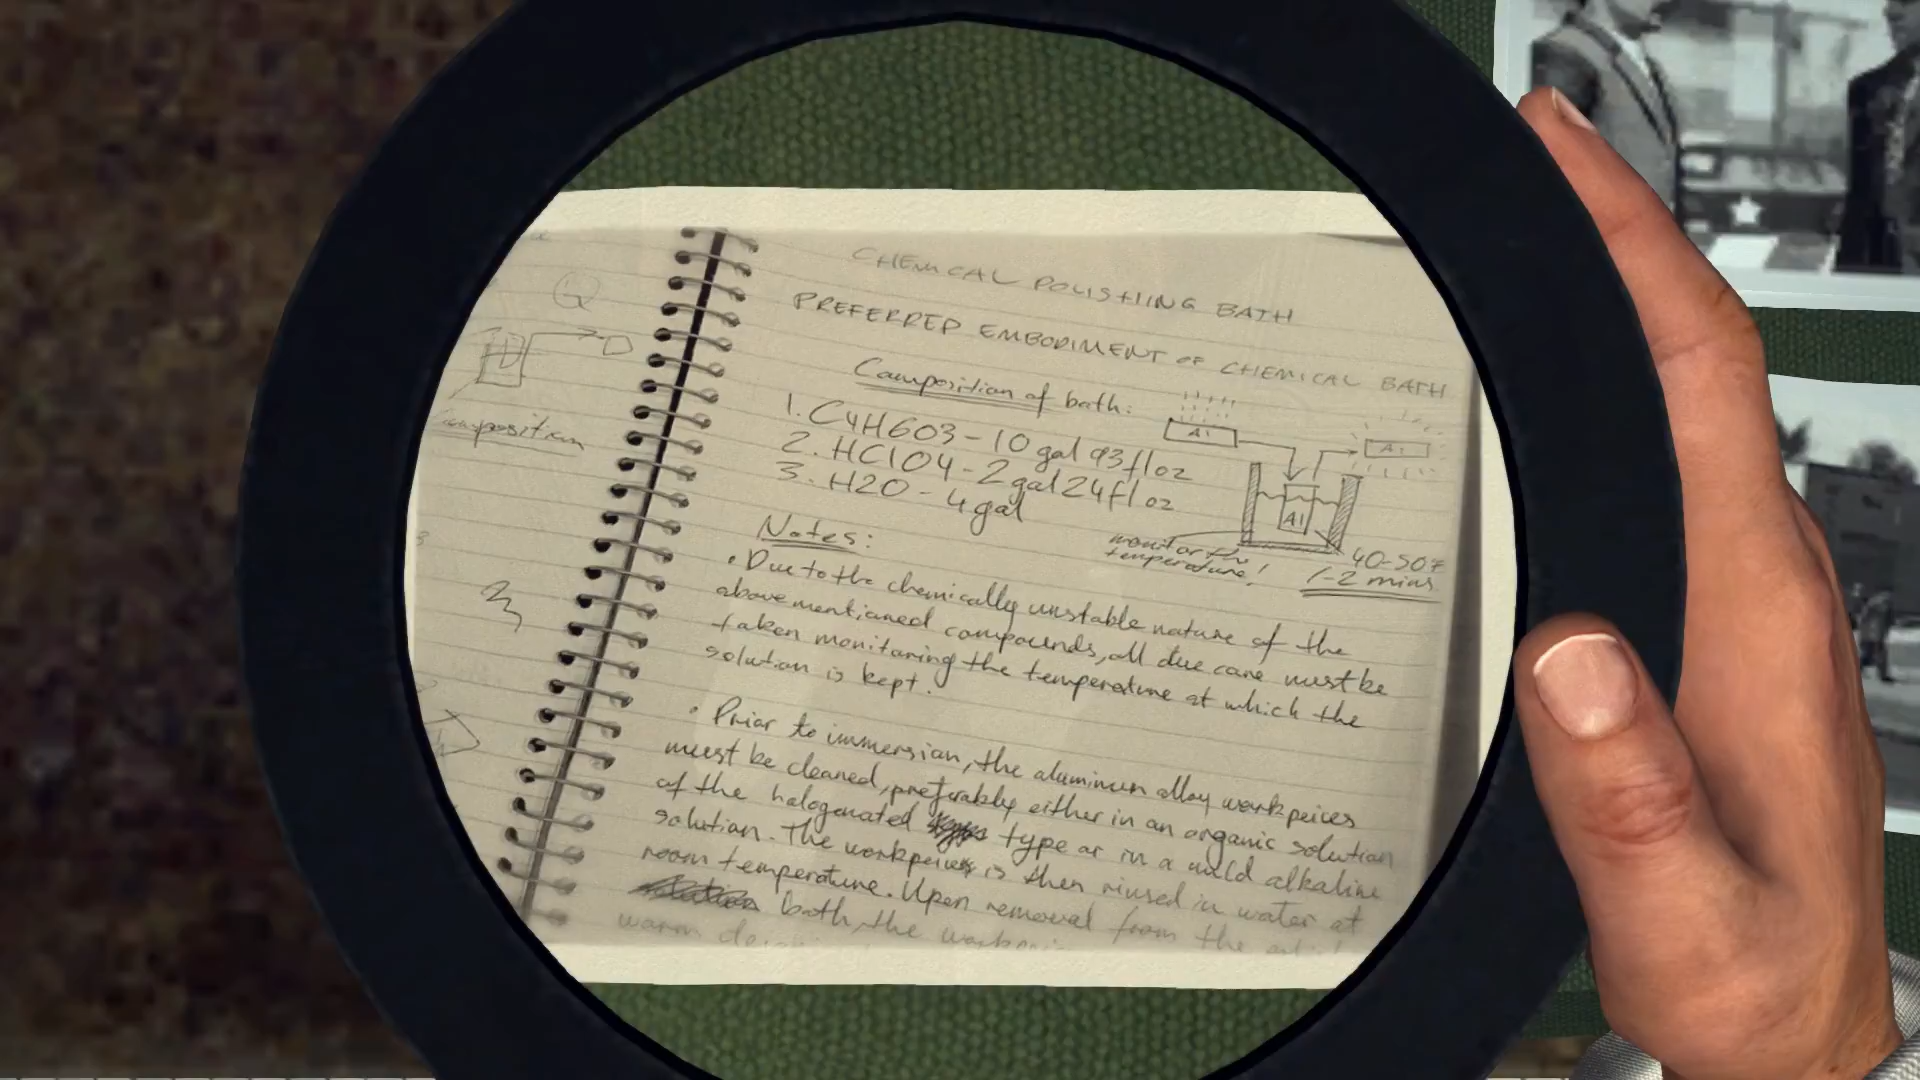 Composition
CHEMICAL POLISHING BATH
PREFERRED EMBODIMENT OF CHEMICAL BATH
Composition of bath:
1. C4H6O3 - 10 gal 93 fl oz
2. HClO4 - 2 gal 24 fl oz
3. H2O - 4 gal
Al
Al
Al
monitor the
temperature!
40-50F
1-2 mins
Notes:
• Due to the chemically unstable nature of the
above mentioned compounds, all due care must be
taken monitoring the temperature at which the
solution is kept.
• Prior to immersion, the aluminum alloy workpeices
must be cleaned, preferably either in an organic solution
of the halogenated type or in a mild alkaline
solution. The workpeices is then rinsed in water at
room temperature. Upon removal from the
bath, the
warm